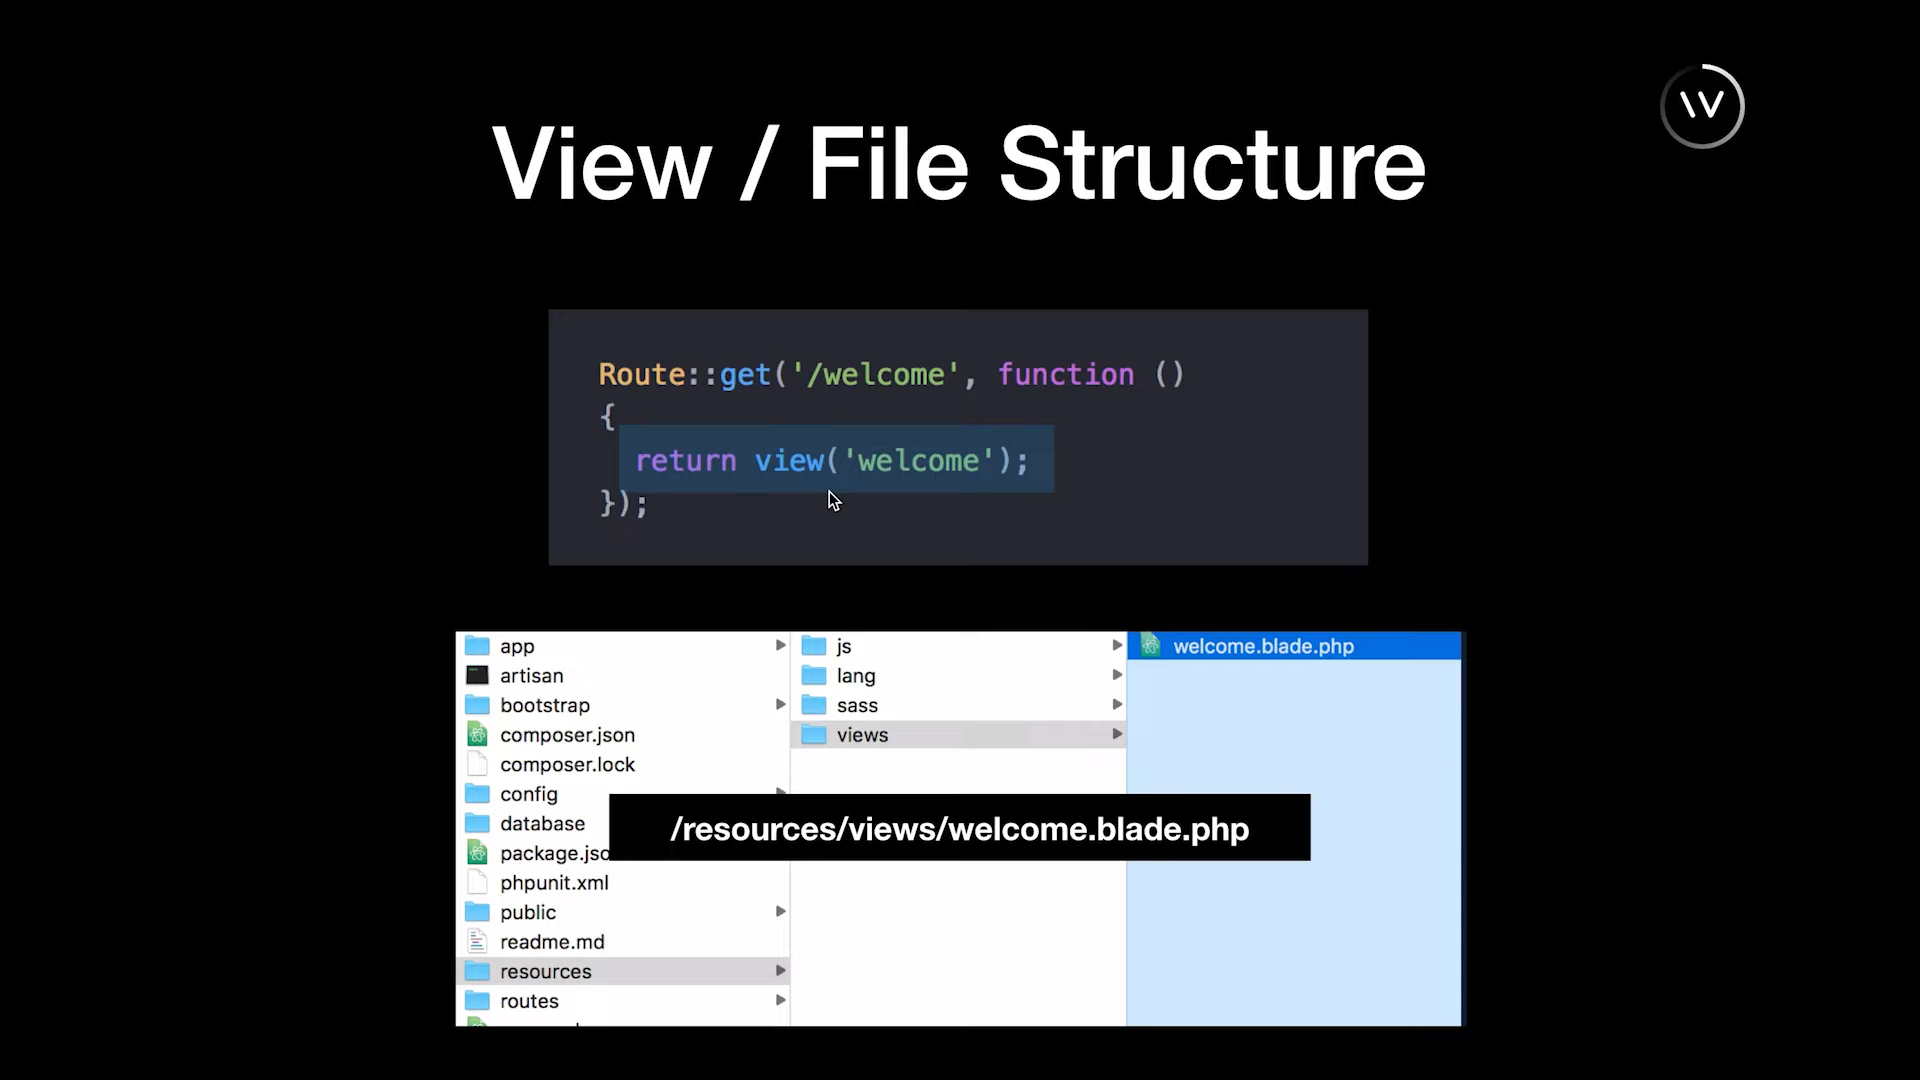 W
View / File Structure
Route::get('/welcome', function ()
{
return view('welcome');
});
app
artisan
bootstrap
composer.json
composer.lock
config
database
package.jso
phpunit.xml
public
readme.md
resources
routes
js
lang
sass
views
welcome.blade.php
/resources/views/welcome.blade.php